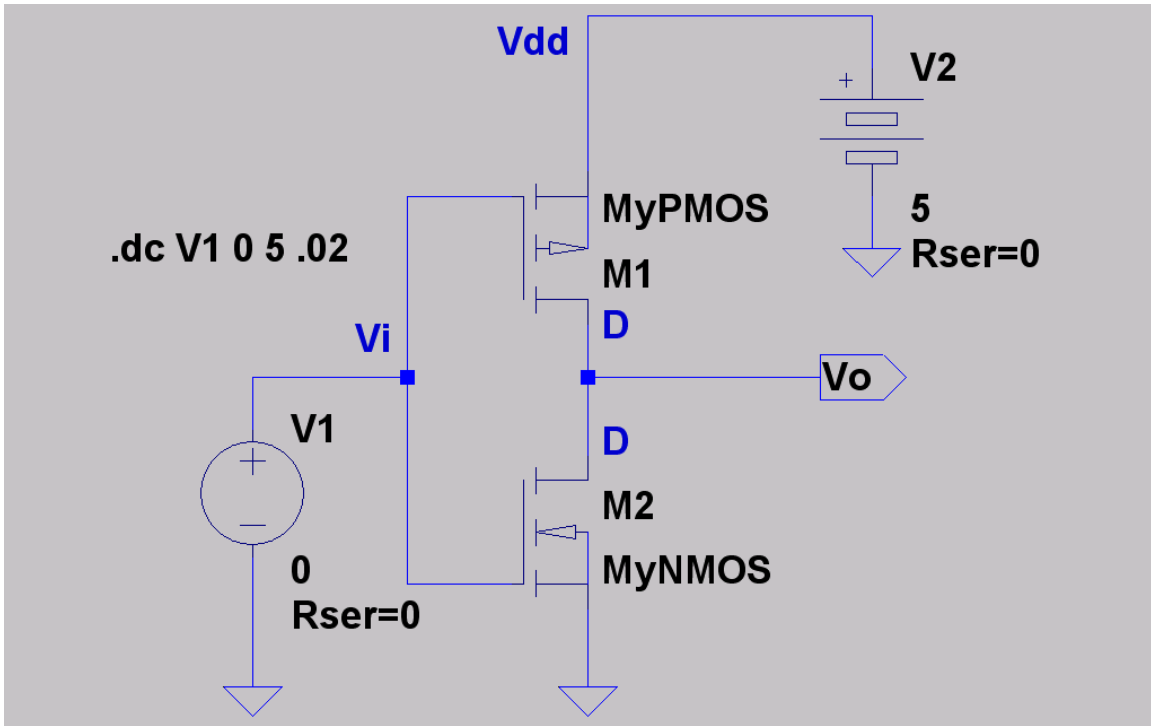 Vdd
V2
MyPMOS
5
.dc V1 0 5 .02
M1
Rser=0
D
Vi
Vo
V1
D
M2
0
MyNMOS
Rser=0